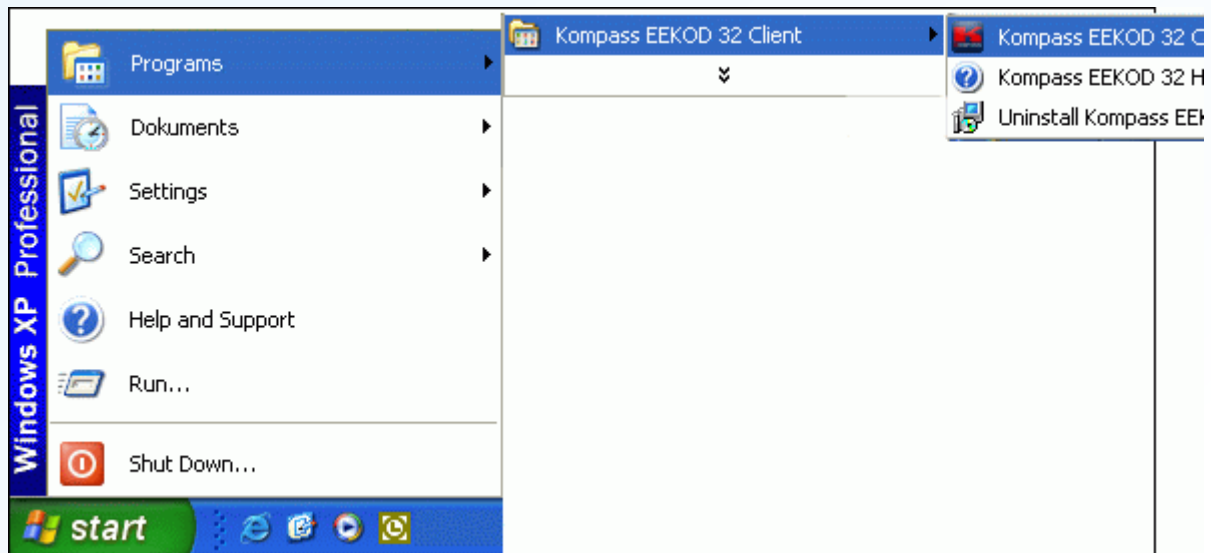 Windows XP Professional
Programs
Dokuments
Settings
Search
Help and Support
Run...
Shut Down...
start
Kompass EEKOD 32 Client
Kompass EEKOD 32 C
Kompass EEKOD 32 H
Uninstall Kompass EEK